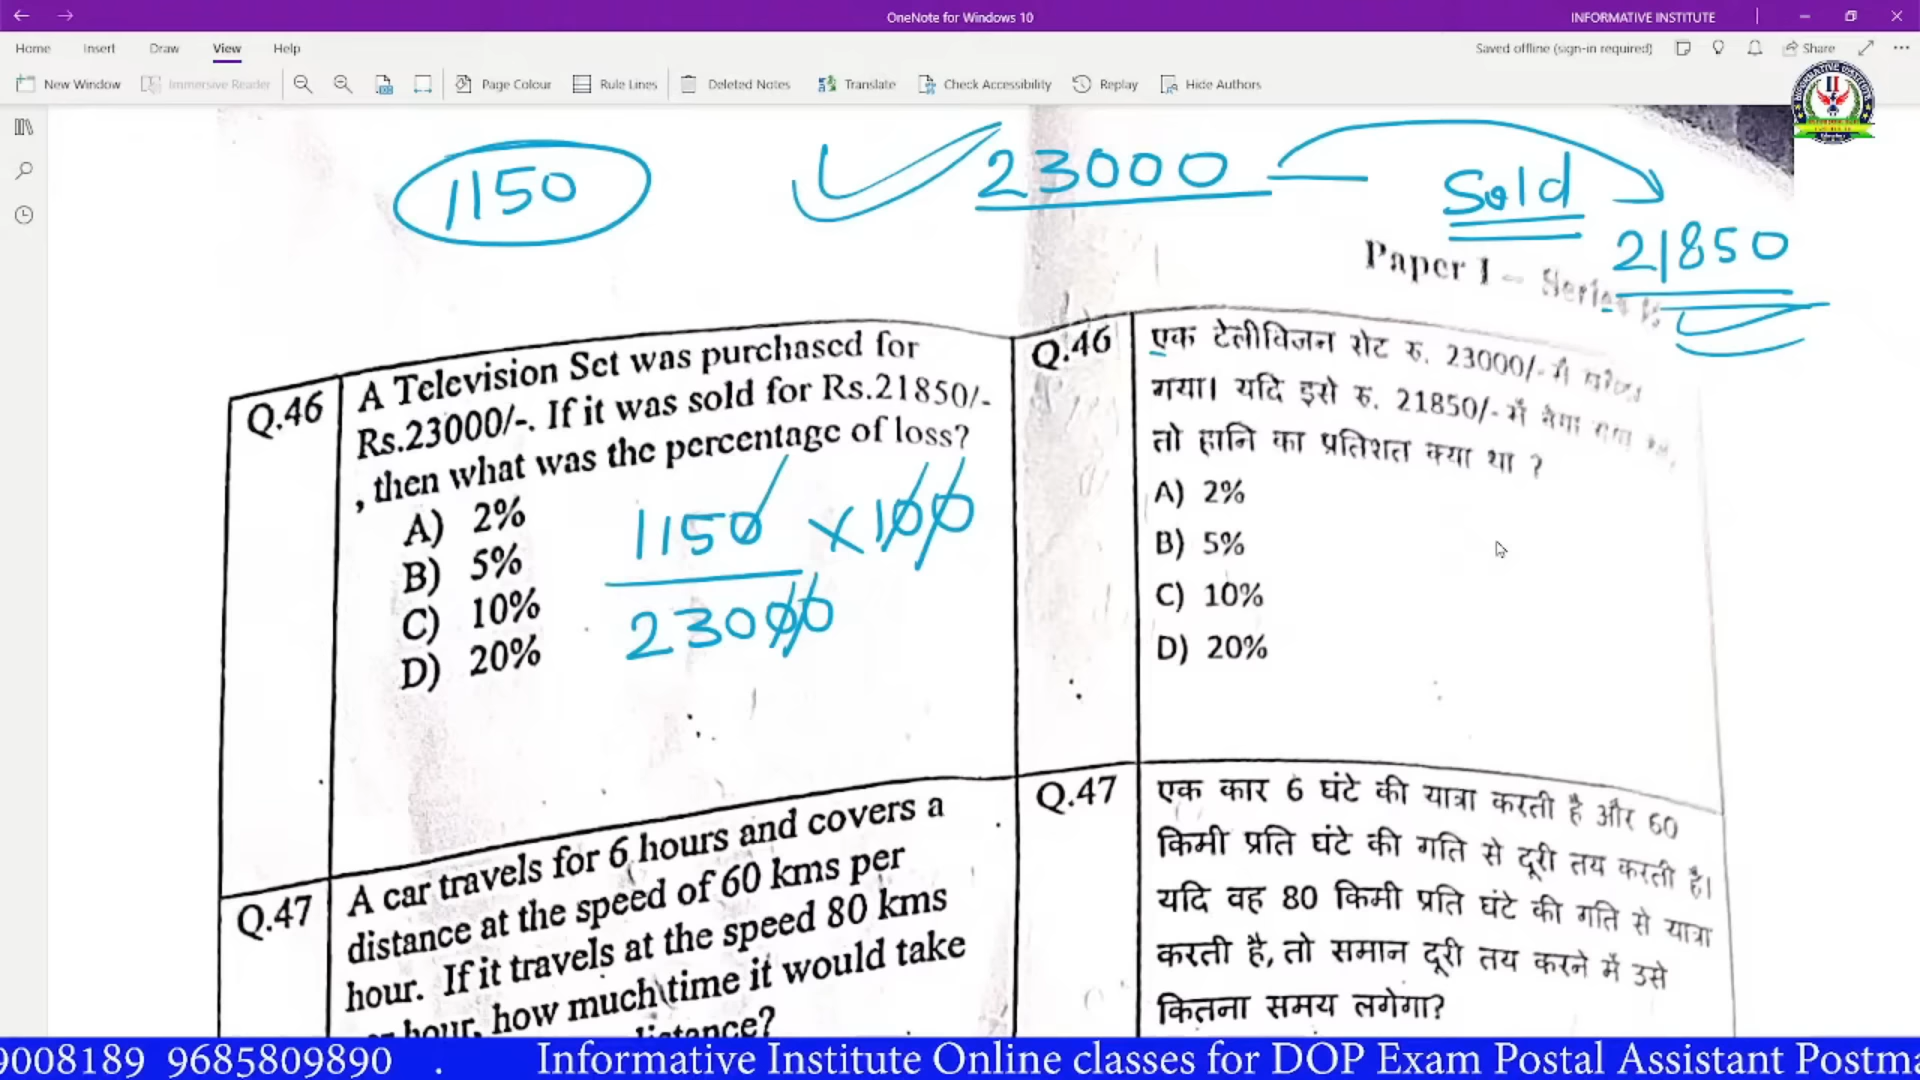 OneNote for Windows 10
INFORMATIVE INSTITUTE
Home Insert Draw View Help
Saved offline (sign-in required) Share
New Window Immersive Reader Page Colour Rule Lines Deleted Notes Translate Check Accessibility Replay Hide Authors
1150
23000
Sold
21850
Paper I – Series
Q.46
A Television Set was purchased for
Rs.23000/-. If it was sold for Rs.21850/-
, then what was the percentage of loss?
A) 2%
B) 5%
C) 10%
D) 20%
1150 ×100
23000
Q.46
एक टेलीविजन सेट रु. 23000/- में
गया। यदि इसे रु. 21850/- में
तो हानि का प्रतिशत क्या था ?
A) 2%
B) 5%
C) 10%
D) 20%
Q.47
A car travels for 6 hours and covers a
distance at the speed of 60 kms per
hour. If it travels at the speed 80 kms
hour, how much time it would take
distance?
Q.47
एक कार 6 घंटे की यात्रा करती है और 60
किमी प्रति घंटे की गति से दूरी तय करती है।
यदि वह 80 किमी प्रति घंटे की गति से यात्रा
करती है, तो समान दूरी तय करने में उसे
कितना समय लगेगा?
9008189 9685809890 . Informative Institute Online classes for DOP Exam Postal Assistant Postma